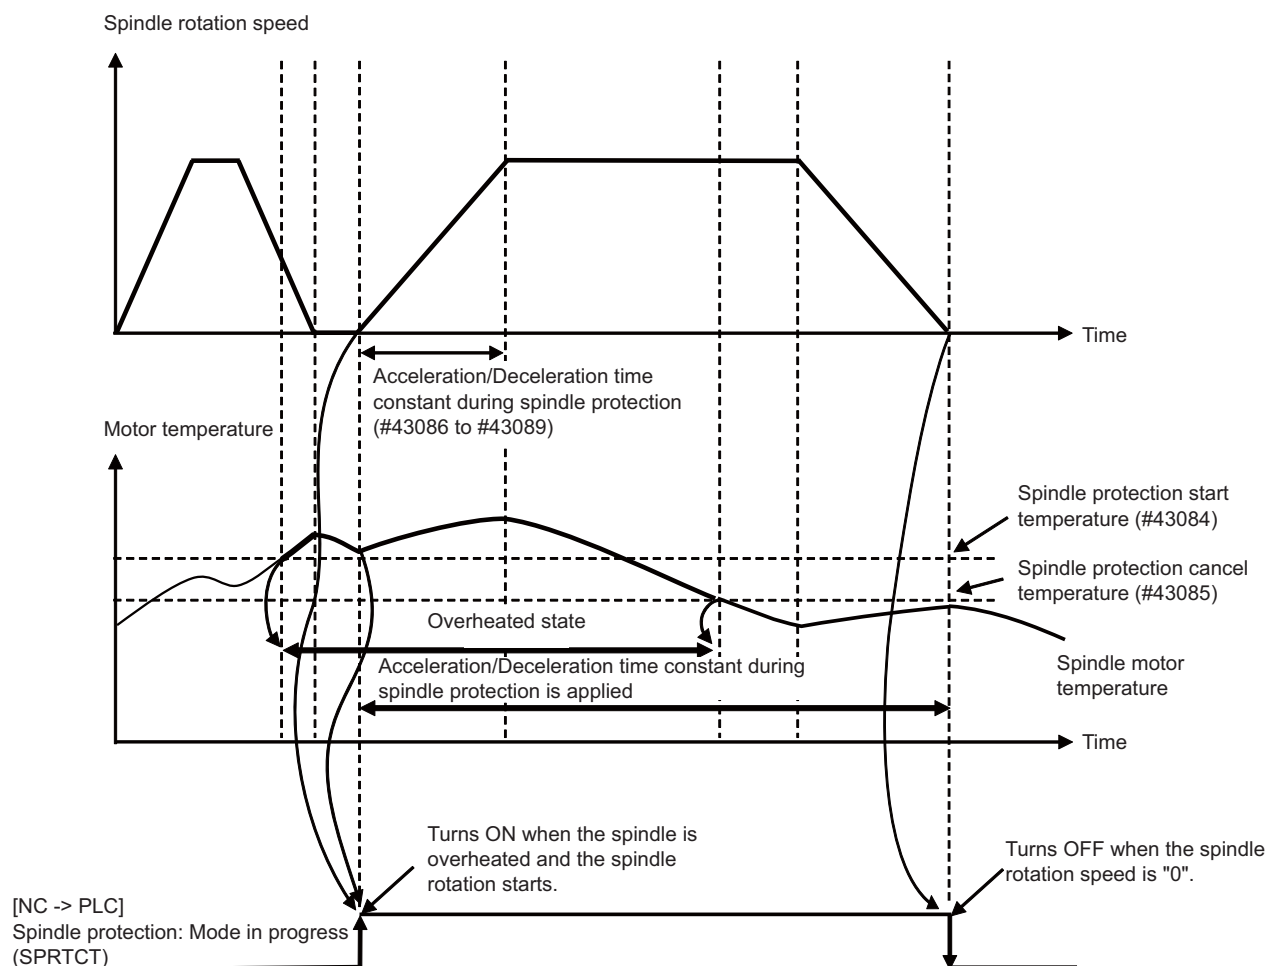 Spindle rotation speed
Time
Acceleration/Deceleration time
constant during spindle protection
(#43086 to #43089)
Motor temperature
Spindle protection start
temperature (#43084)
Spindle protection cancel
temperature (#43085)
Overheated state
Acceleration/Deceleration time constant during
spindle protection is applied
Spindle motor
temperature
Time
Turns ON when the spindle is
overheated and the spindle
rotation starts.
Turns OFF when the spindle
rotation speed is "0".
[NC -> PLC]
Spindle protection: Mode in progress
(SPRTCT)